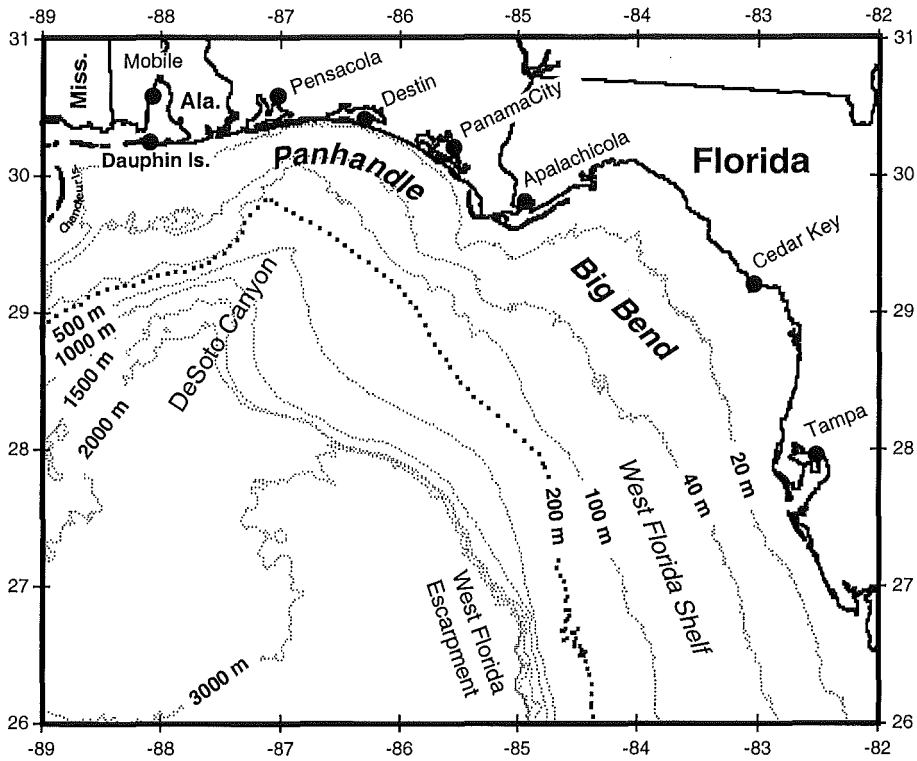 -89 -88 -87 -86 -85 -84 -83 -82
31 31
Miss.
Mobile
Ala.
Pensacola
Destin
PanamaCity
Dauphin Is.
Panhandle
Apalachicola
Florida
30 30
Chandeleur Is.
Cedar Key
Big Bend
DeSoto Canyon
29 29
500 m
1000 m
1500 m
2000 m
Tampa
28 28
200 m
100 m
West Florida Shelf
40 m
20 m
27 27
West Florida
Escarpment
3000 m
26 26
-89 -88 -87 -86 -85 -84 -83 -82